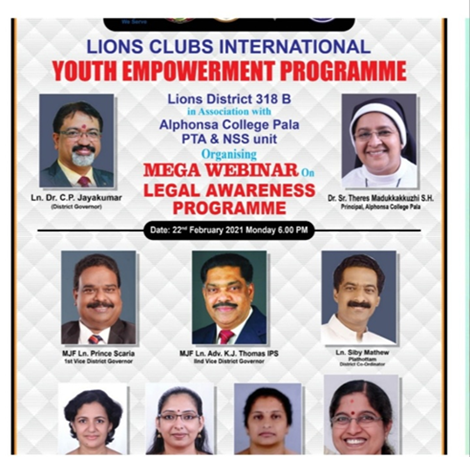 We Serve
LIONS CLUBS INTERNATIONAL
YOUTH EMPOWERMENT PROGRAMME
Lions District 318 B
in Association with
Alphonsa College Pala
PTA & NSS unit
Organising
MEGA WEBINAR On
LEGAL AWARENESS
PROGRAMME
Ln. Dr. C.P. Jayakumar
(District Governor)
Dr. Sr. Theres Madukkakkuzhi S.H.
Principal, Alphonsa College Pala
Date: 22nd February 2021 Monday 6.00 PM
MJF Ln. Prince Scaria
1st Vice District Governor
MJF Ln. Adv. K.J. Thomas IPS
IInd Vice District Governor
Ln. Siby Mathew
Plathottam
District Co-Ordinator